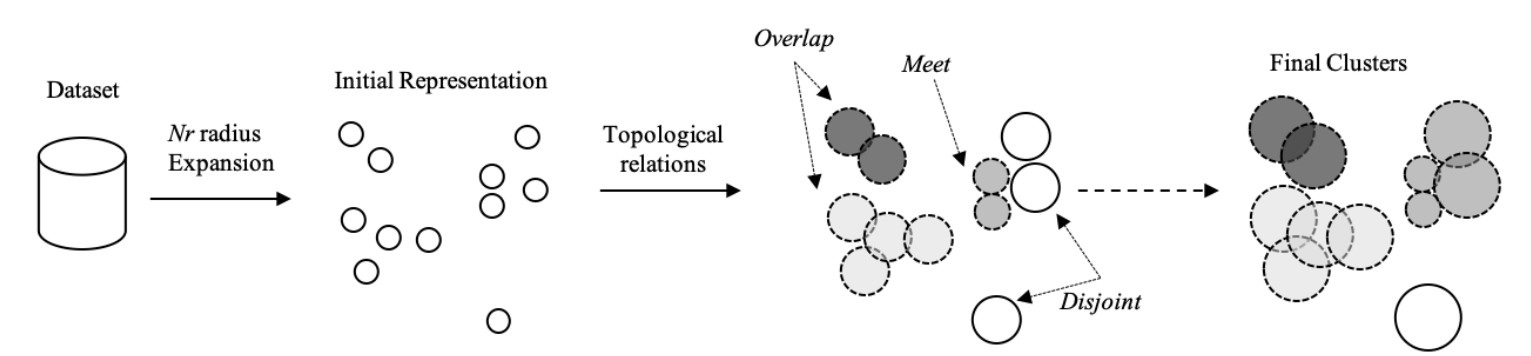 Dataset
Nr radius
Expansion
Initial Representation
Topological
relations
Overlap
Meet
Disjoint
Final Clusters